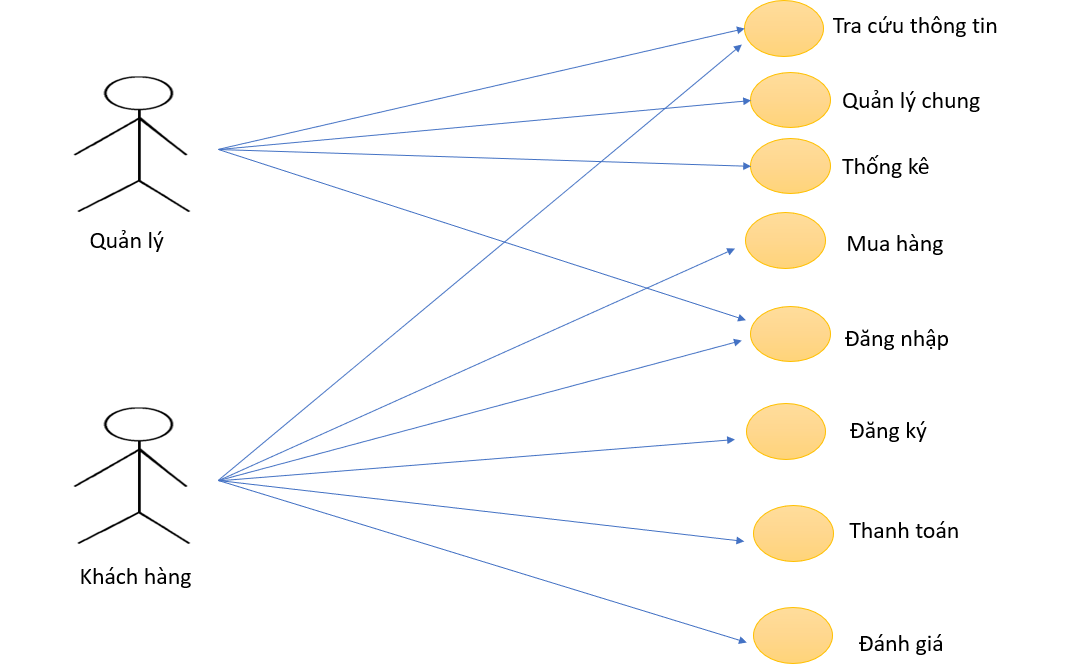 Tra cứu thông tin
Quản lý chung
Thống kê
Quản lý
Mua hàng
Đăng nhập
Đăng ký
Thanh toán
Khách hàng
Đánh giá